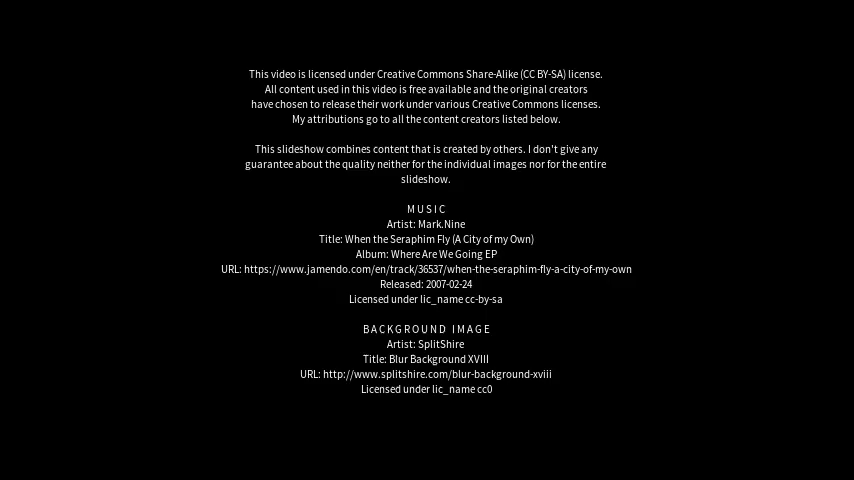 This video is licensed under Creative Commons Share-Alike (CC BY-SA) license.
All content used in this video is free available and the original creators
have chosen to release their work under various Creative Commons licenses.
My attributions go to all the content creators listed below.
This slideshow combines content that is created by others. I don't give any
guarantee about the quality neither for the individual images nor for the entire
slideshow.
MUSIC
Artist: Mark.Nine
Title: When the Seraphim Fly (A City of my Own)
Album: Where Are We Going EP
URL: https://www.jamendo.com/en/track/36537/when-the-seraphim-fly-a-city-of-my-own
Released: 2007-02-24
Licensed under lic_name cc-by-sa
BACKGROUND IMAGE
Artist: SplitShire
Title: Blur Background XVIII
URL: http://www.splitshire.com/blur-background-xviii
Licensed under lic_name cc0